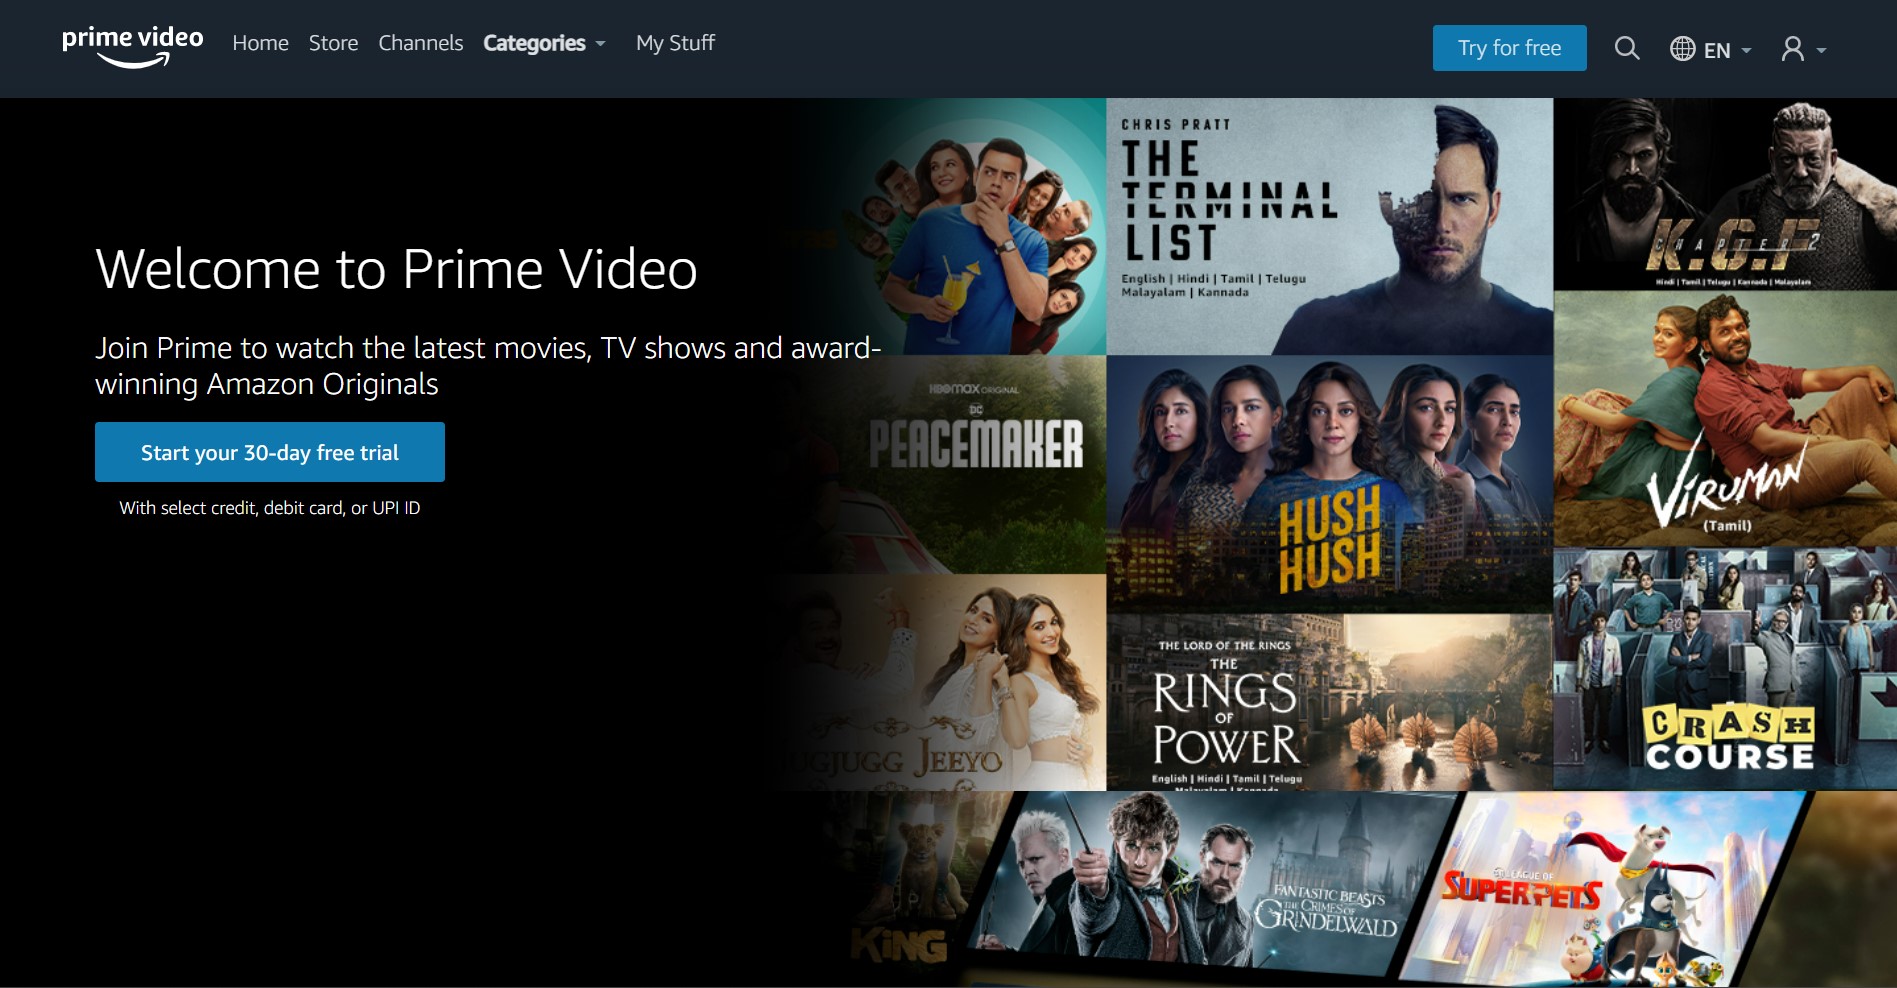 prime video
Home Store Channels Categories My Stuff
Try for free
EN
Welcome to Prime Video
Join Prime to watch the latest movies, TV shows and award-
winning Amazon Originals
Start your 30-day free trial
With select credit, debit card, or UPI ID
CHRIS PRATT
THE
TERMINAL
LIST
English | Hindi | Tamil | Telugu
Malayalam | Kannada
K.G.F
CHAPTER 2
Hindi | Tamil | Telugu | Kannada | Malayalam
HBOMAX ORIGINAL
DC
PEACEMAKER
HUSH
HUSH
VIRUMAN
(Tamil)
UGJUGG JEEYO
THE LORD OF THE RINGS
THE
RINGS
OF
POWER
English | Hindi | Tamil | Telugu
Malayalam | Kannada
CRASH
COURSE
KING
FANTASTIC BEASTS
THE CRIMES OF
GRINDELWALD
LEAGUE OF
SUPER-PETS